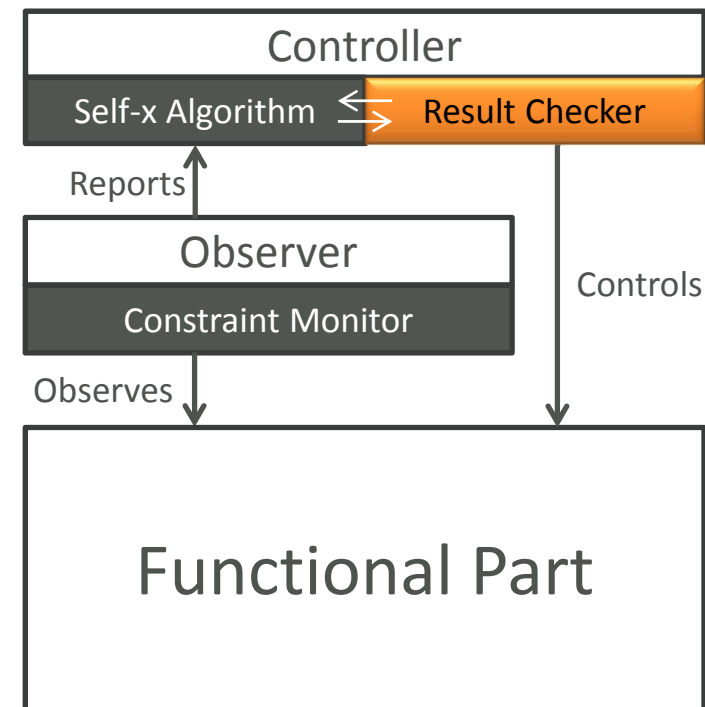 Controller
Self-x Algorithm
Result Checker
Reports
Observer
Controls
Constraint Monitor
Observes
Functional Part